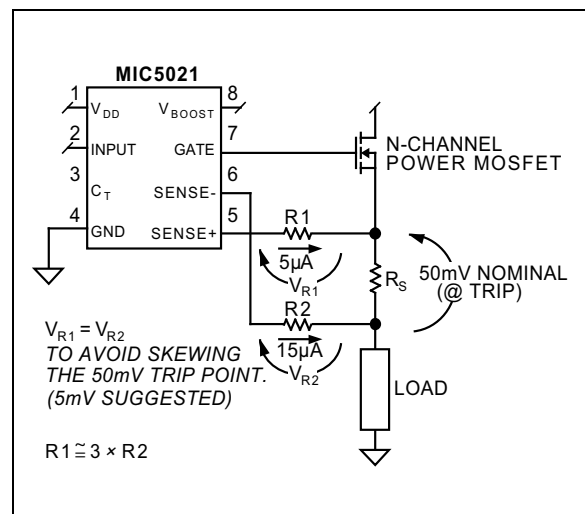 MIC5021
1
V_DD
V_BOOST
8
2
INPUT
GATE
7
3
C_T
SENSE-
6
4
GND
SENSE+
5
N-CHANNEL
POWER MOSFET
R1
5µA
V_R1
R_S
50mV NOMINAL
(@ TRIP)
R2
15µA
V_R2
LOAD
V_R1 = V_R2
TO AVOID SKEWING
THE 50mV TRIP POINT.
(5mV SUGGESTED)
R1 ≅ 3 × R2